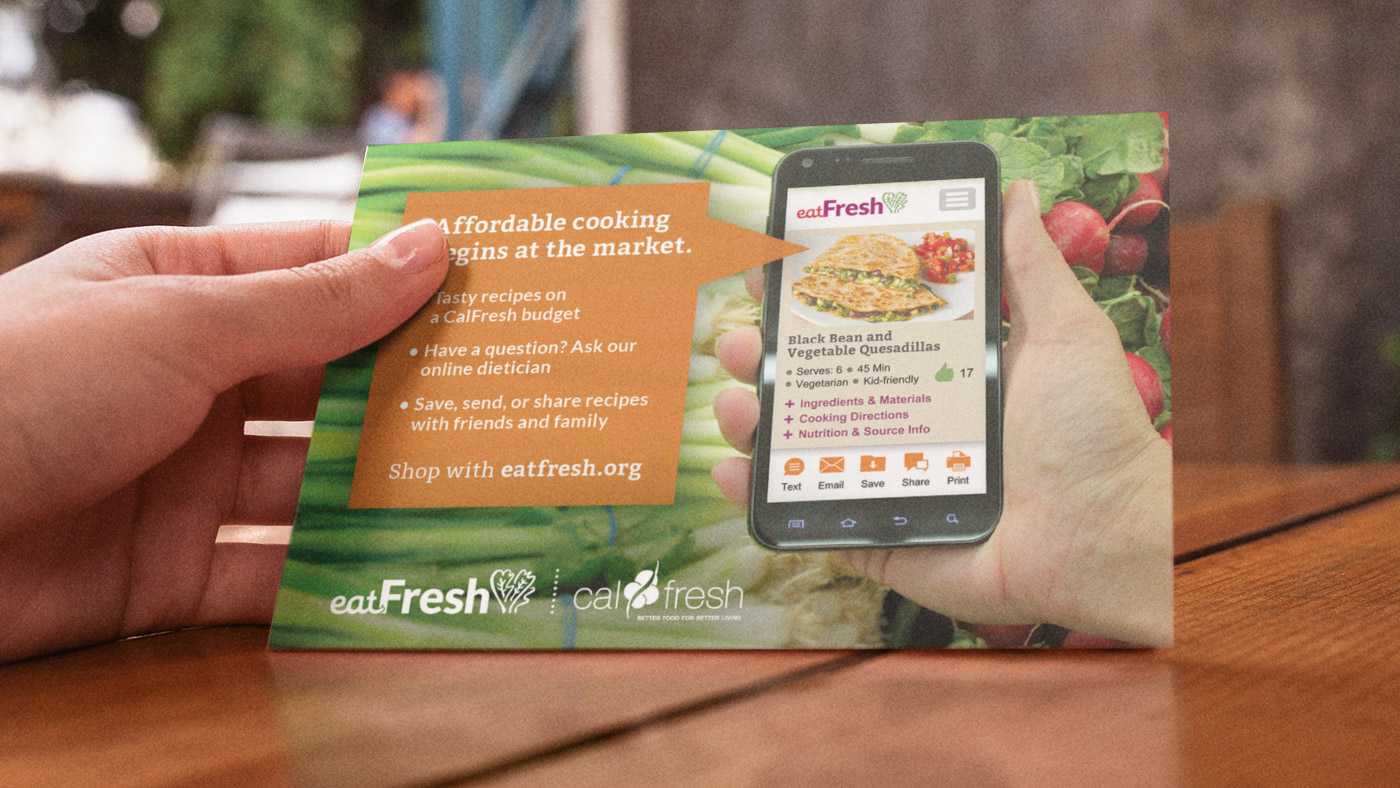 Affordable cooking
egins at the market.
Tasty recipes on
a CalFresh budget
• Have a question? Ask our
online dietician
• Save, send, or share recipes
with friends and family
Shop with eatfresh.org
eatFresh
cal fresh
BETTER FOOD FOR BETTER LIVING
eatFresh
Black Bean and
Vegetable Quesadillas
• Serves: 6 • 45 Min
• Vegetarian • Kid-friendly
17
+ Ingredients & Materials
+ Cooking Directions
+ Nutrition & Source Info
Text Email Save Share Print